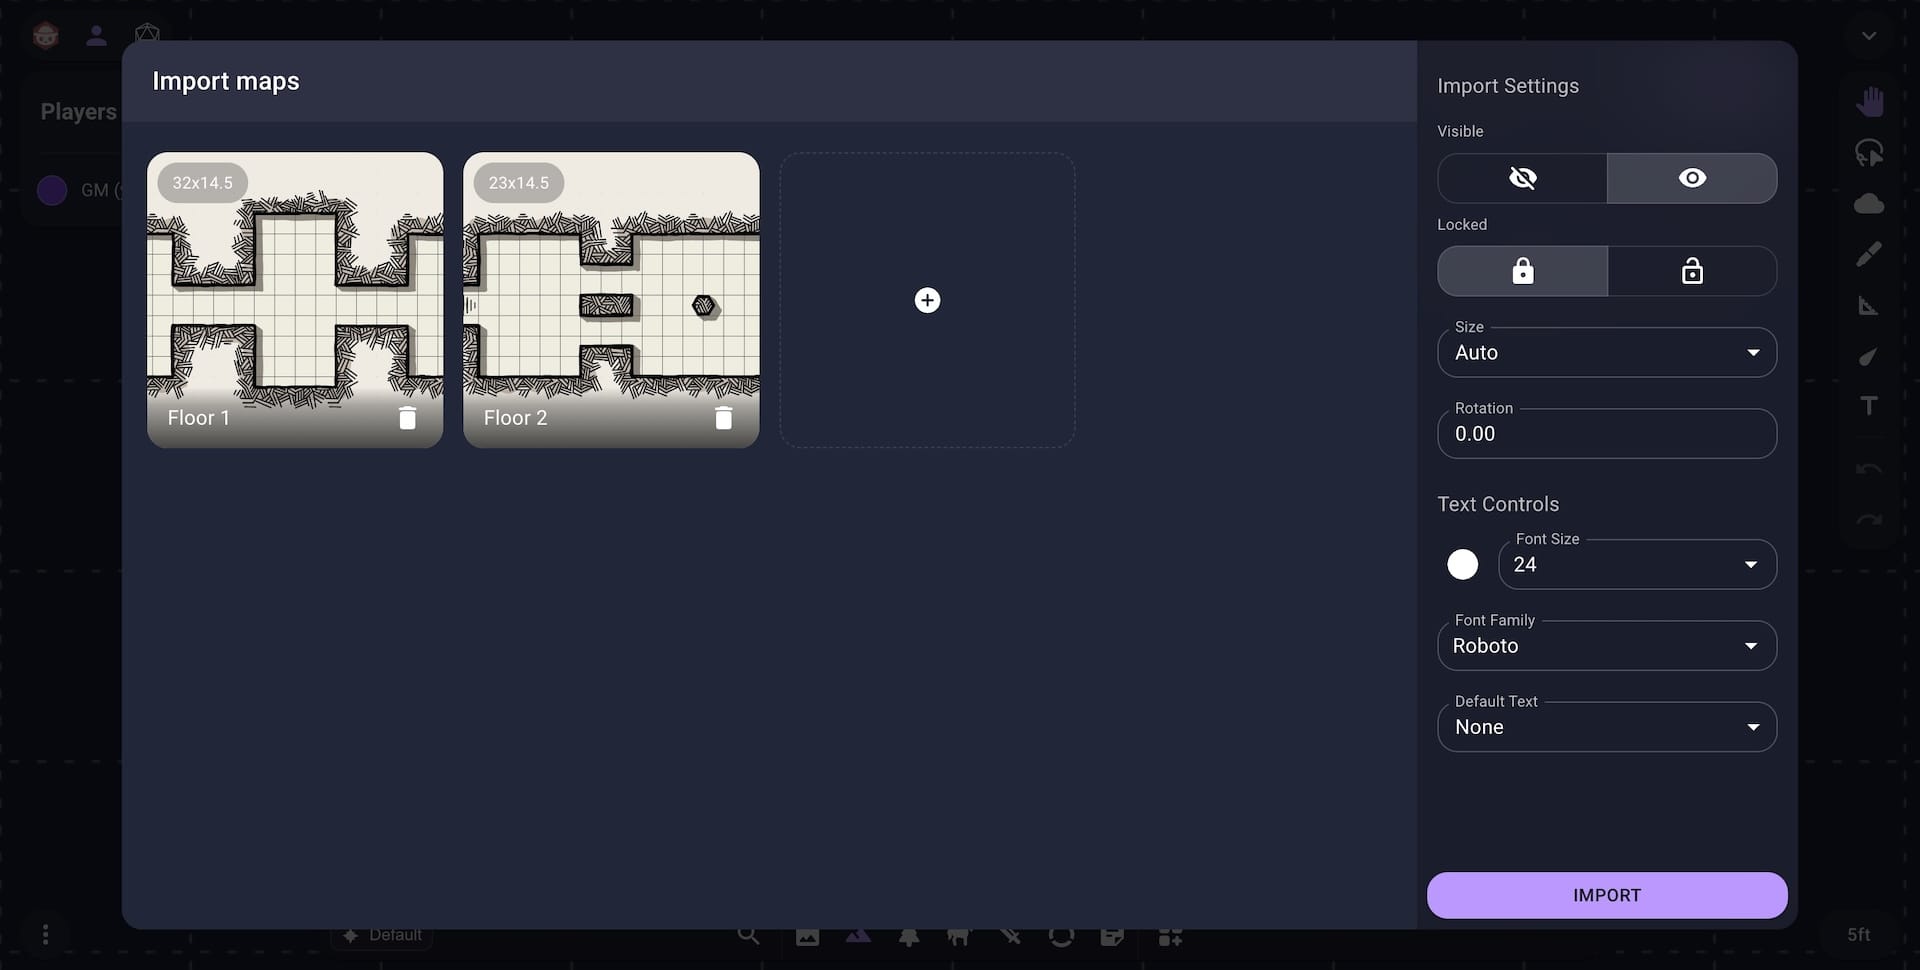 Import maps
Players
GM (
32x14.5
Floor 1
23x14.5
Floor 2
Import Settings
Visible
Locked
Size
Auto
Rotation
0.00
Text Controls
Font Size
24
Font Family
Roboto
Default Text
None
IMPORT
Default
5ft